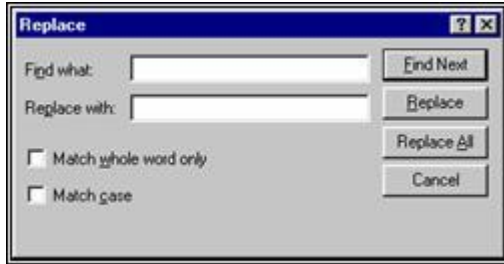 Replace
Find what:
Find Next
Replace with:
Replace
Replace All
Match whole word only
Cancel
Match case